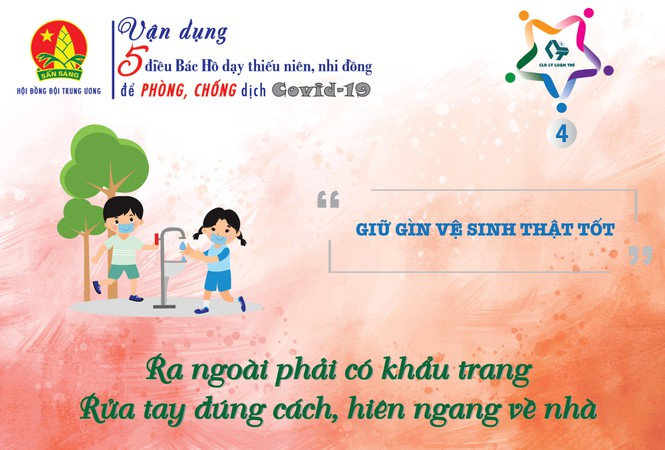 SẴN SÀNG
HỘI ĐỒNG ĐỘI TRUNG ƯƠNG
Vận dụng
5 điều Bác Hồ dạy thiếu niên, nhi đồng
để PHÒNG, CHỐNG dịch Covid-19
CLB LÝ LUẬN TRẺ
4
“
GIỮ GÌN VỆ SINH THẬT TỐT
”
Ra ngoài phải có khẩu trang
Rửa tay đúng cách, hiên ngang về nhà